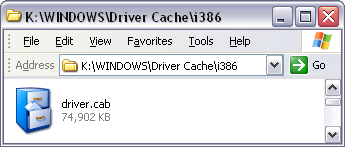 K:\WINDOWS\Driver Cache\i386
File Edit View Favorites Tools Help
Address K:\WINDOWS\Driver Cache\i386 Go
driver.cab
74,902 KB